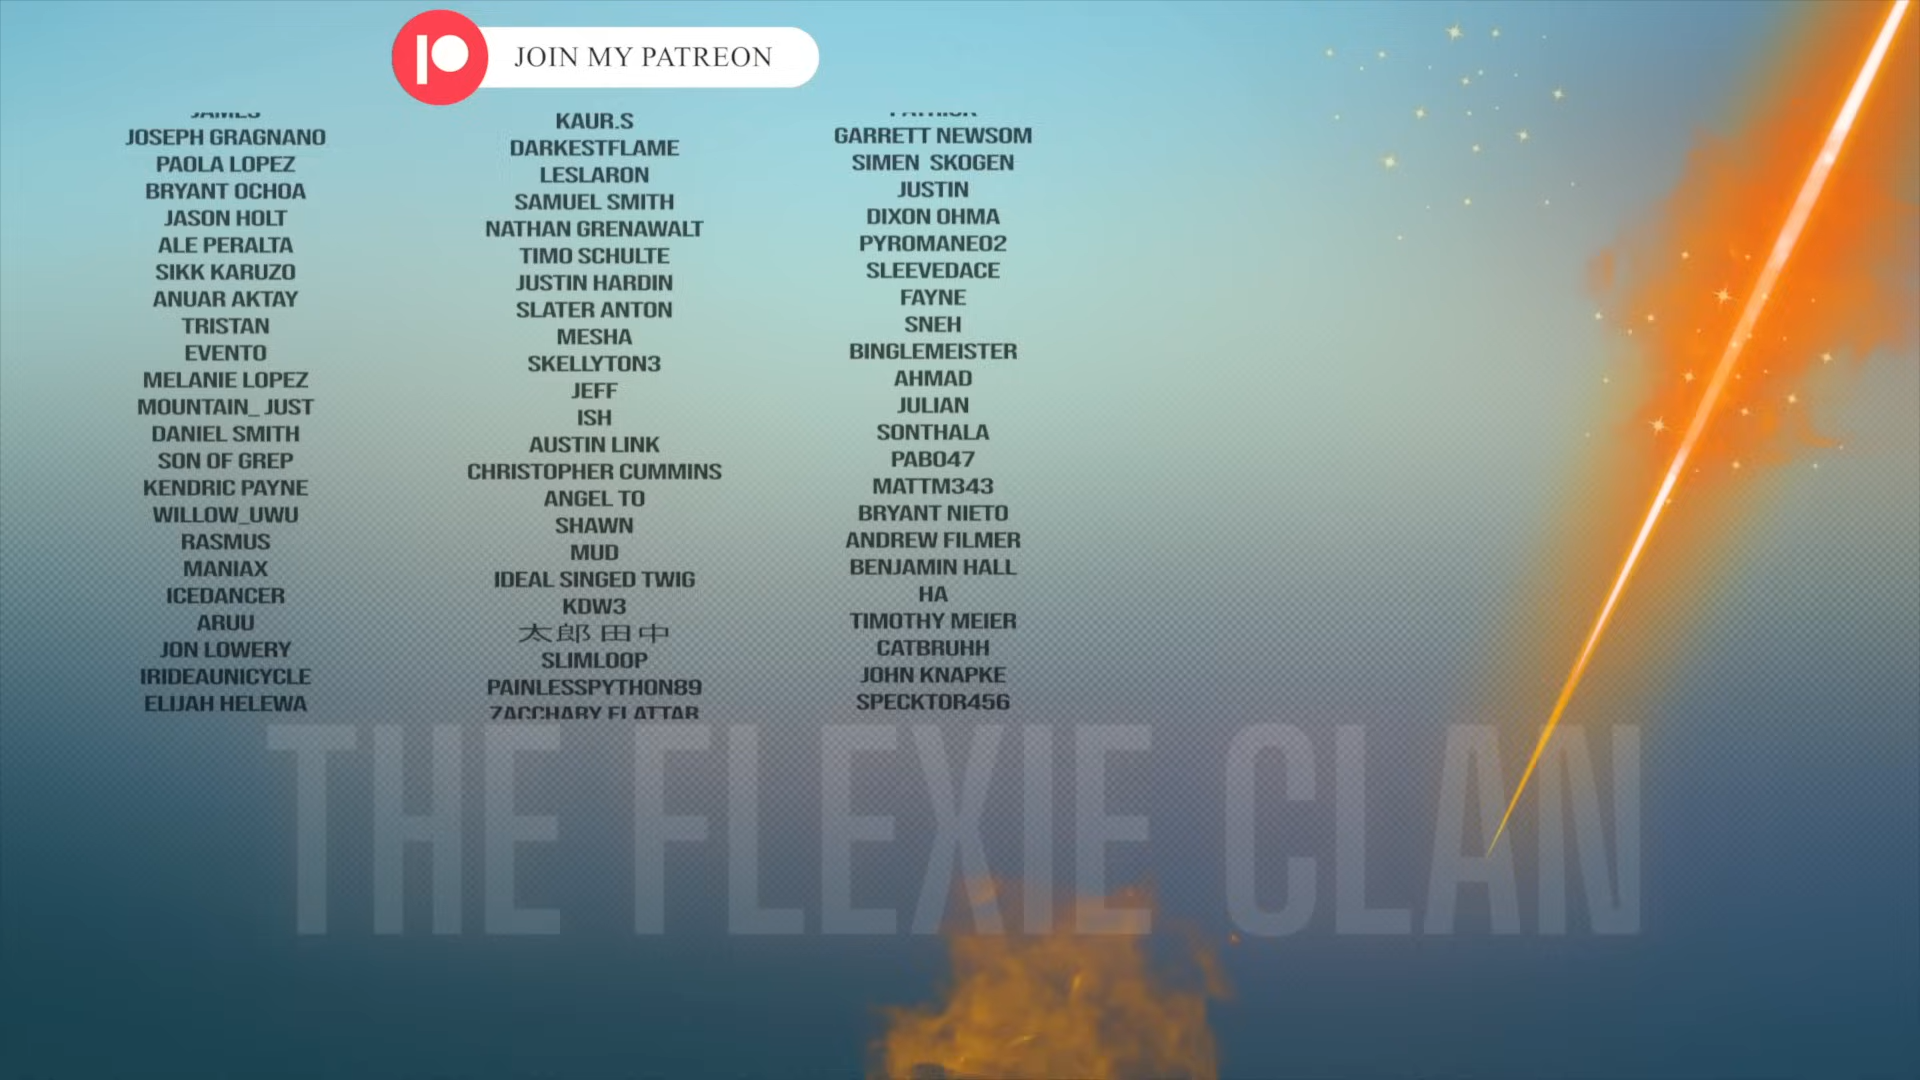 JOIN MY PATREON
JAMES
JOSEPH GRAGNANO
PAOLA LOPEZ
BRYANT OCHOA
JASON HOLT
ALE PERALTA
SIKK KARUZO
ANUAR AKTAY
TRISTAN
EVENTO
MELANIE LOPEZ
MOUNTAIN_ JUST
DANIEL SMITH
SON OF GREP
KENDRIC PAYNE
WILLOW_UWU
RASMUS
MANIAX
ICEDANCER
ARUU
JON LOWERY
IRIDEAUNICYCLE
ELIJAH HELEWA
KAUR.S
DARKESTFLAME
LESLARON
SAMUEL SMITH
NATHAN GRENAWALT
TIMO SCHULTE
JUSTIN HARDIN
SLATER ANTON
MESHA
SKELLYTON3
JEFF
ISH
AUSTIN LINK
CHRISTOPHER CUMMINS
ANGEL TO
SHAWN
MUD
IDEAL SINGED TWIG
KDW3
太郎 田中
SLIMLOOP
PAINLESSPYTHON89
ZACCHARY ELATTAR
PATRICK
GARRETT NEWSOM
SIMEN  SKOGEN
JUSTIN
DIXON OHMA
PYROMANE02
SLEEVEDACE
FAYNE
SNEH
BINGLEMEISTER
AHMAD
JULIAN
SONTHALA
PABO47
MATTM343
BRYANT NIETO
ANDREW FILMER
BENJAMIN HALL
HA
TIMOTHY MEIER
CATBRUHH
JOHN KNAPKE
SPECKTOR456
THE FLEXIE CLAN